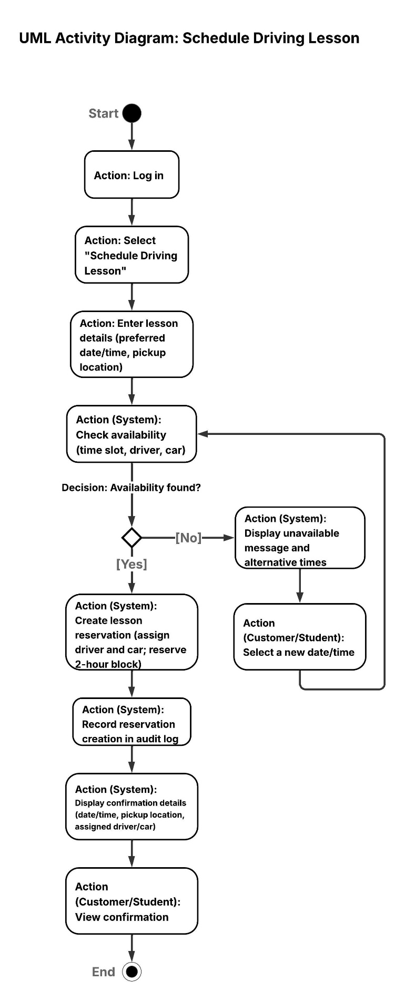 UML Activity Diagram: Schedule Driving Lesson
Start
Action: Log in
Action: Select
"Schedule Driving
Lesson"
Action: Enter lesson
details (preferred
date/time, pickup
location)
Action (System):
Check availability
(time slot, driver, car)
Decision: Availability found?
[No]
Action (System):
Display unavailable
message and
alternative times
[Yes]
Action (System):
Create lesson
reservation (assign
driver and car; reserve
2-hour block)
Action
(Customer/Student):
Select a new date/time
Action (System):
Record reservation
creation in audit log
Action (System):
Display confirmation details
(date/time, pickup location,
assigned driver/car)
Action
(Customer/Student):
View confirmation
End